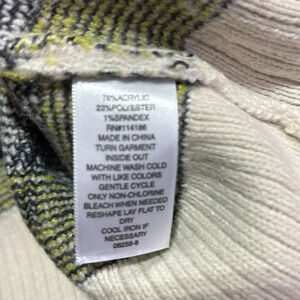 76%ACRYLIC
23%POLYESTER
1%SPANDEX
RN#114186
MADE IN CHINA
TURN GARMENT
INSIDE OUT
MACHINE WASH COLD
WITH LIKE COLORS
GENTLE CYCLE
ONLY NON-CHLORINE
BLEACH WHEN NEEDED
RESHAPE LAY FLAT TO
DRY
COOL IRON IF
NECESSARY
06258-8